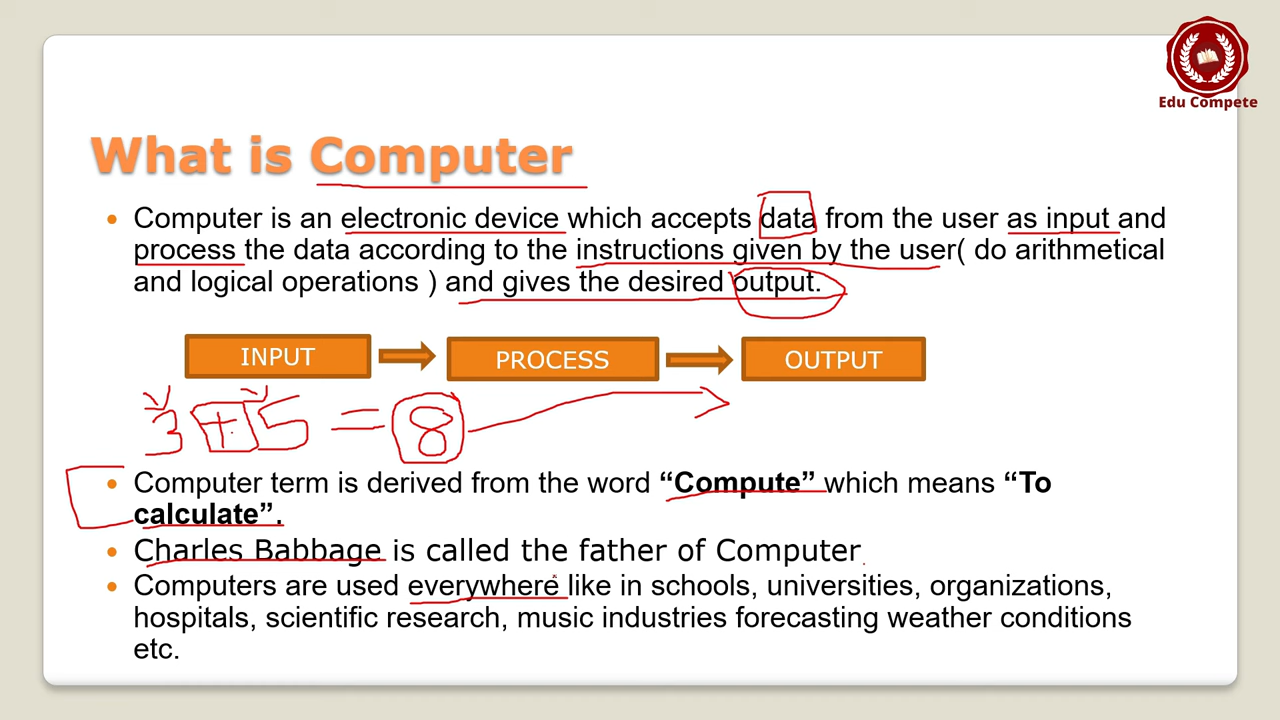 Edu Compete
What is Computer
• Computer is an electronic device which accepts data from the user as input and
process the data according to the instructions given by the user( do arithmetical
and logical operations ) and gives the desired output.
INPUT PROCESS OUTPUT
3 + 5 = 8
• Computer term is derived from the word “Compute” which means “To
calculate”.
• Charles Babbage is called the father of Computer
• Computers are used everywhere like in schools, universities, organizations,
hospitals, scientific research, music industries forecasting weather conditions
etc.